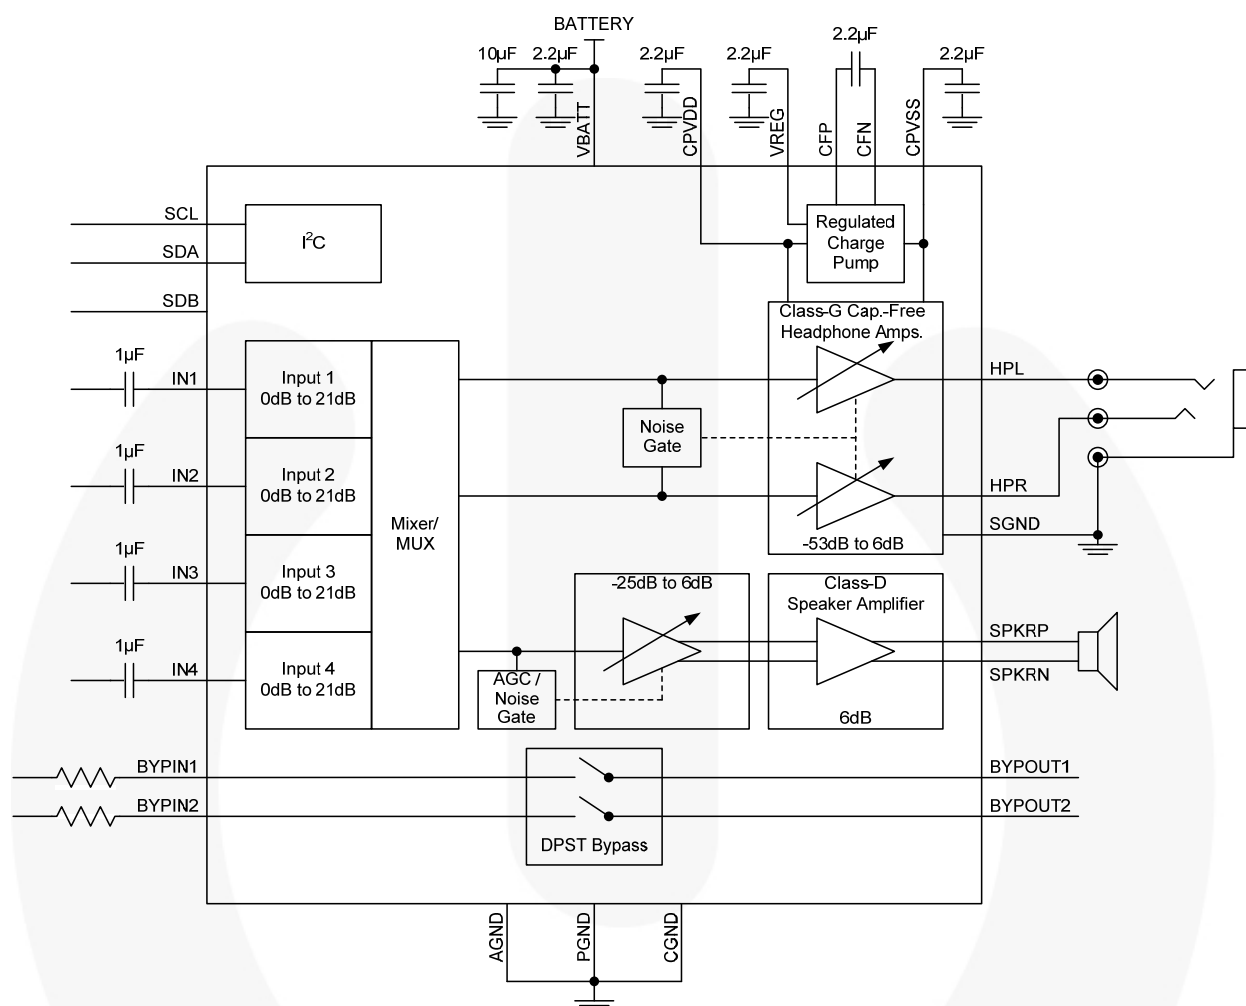 BATTERY
10µF
2.2µF
2.2µF
2.2µF
2.2µF
2.2µF
VBATT
CPVDD
VREG
CFP
CFN
CPVSS
SCL
SDA
SDB
I²C
Regulated
Charge
Pump
Class-G Cap.-Free
Headphone Amps.
1µF
IN1
Input 1
0dB to 21dB
HPL
Noise
Gate
1µF
IN2
Input 2
0dB to 21dB
HPR
Mixer/
MUX
SGND
-53dB to 6dB
1µF
IN3
Input 3
0dB to 21dB
-25dB to 6dB
Class-D
Speaker Amplifier
SPKRP
SPKRN
1µF
IN4
Input 4
0dB to 21dB
AGC /
Noise
Gate
6dB
BYPIN1
BYPOUT1
BYPIN2
BYPOUT2
DPST Bypass
AGND
PGND
CGND